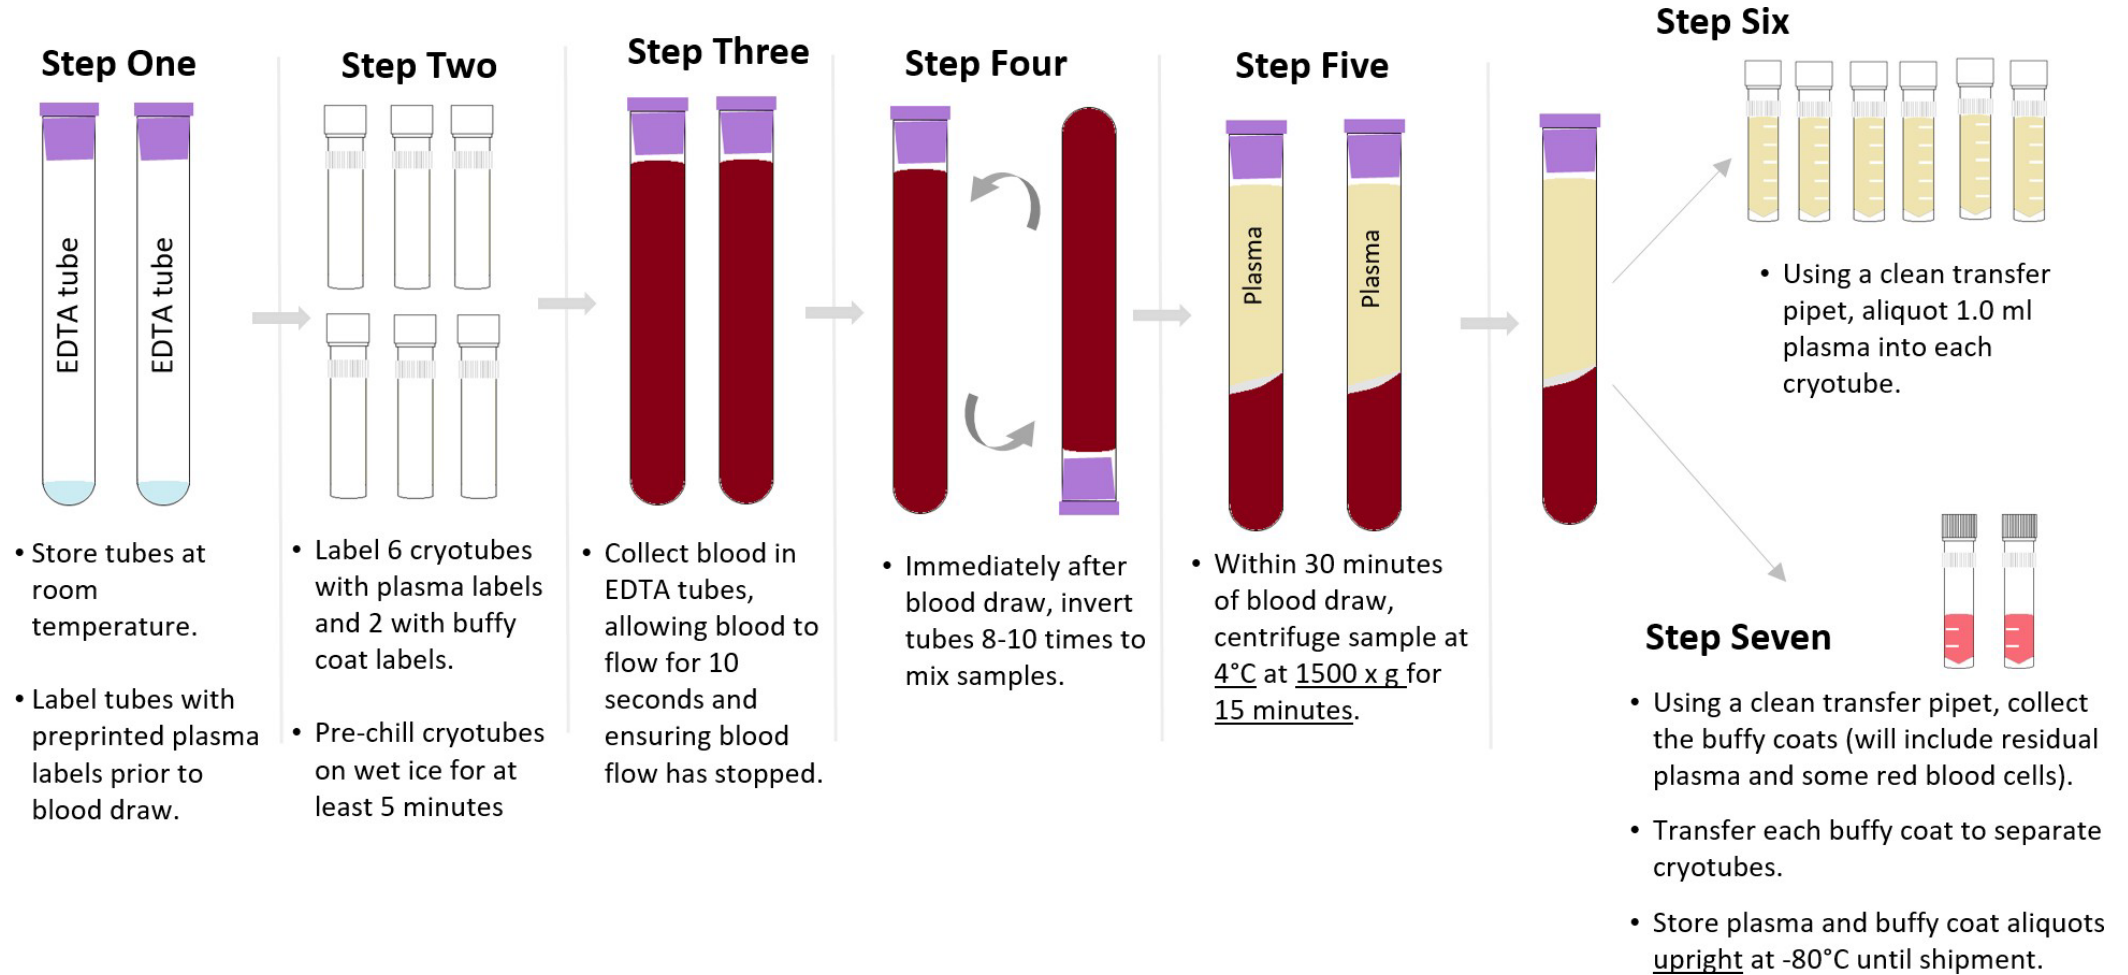 Step One
EDTA tube
EDTA tube
• Store tubes at
room
temperature.
• Label tubes with
preprinted plasma
labels prior to
blood draw.
Step Two
• Label 6 cryotubes
with plasma labels
and 2 with buffy
coat labels.
• Pre-chill cryotubes
on wet ice for at
least 5 minutes
Step Three
• Collect blood in
EDTA tubes,
allowing blood to
flow for 10
seconds and
ensuring blood
flow has stopped.
Step Four
• Immediately after
blood draw, invert
tubes 8-10 times to
mix samples.
Step Five
Plasma
Plasma
• Within 30 minutes
of blood draw,
centrifuge sample at
4°C at 1500 x g for
15 minutes.
Step Six
• Using a clean transfer
pipet, aliquot 1.0 ml
plasma into each
cryotube.
Step Seven
• Using a clean transfer pipet, collect
the buffy coats (will include residual
plasma and some red blood cells).
• Transfer each buffy coat to separate
cryotubes.
• Store plasma and buffy coat aliquots
upright at -80°C until shipment.